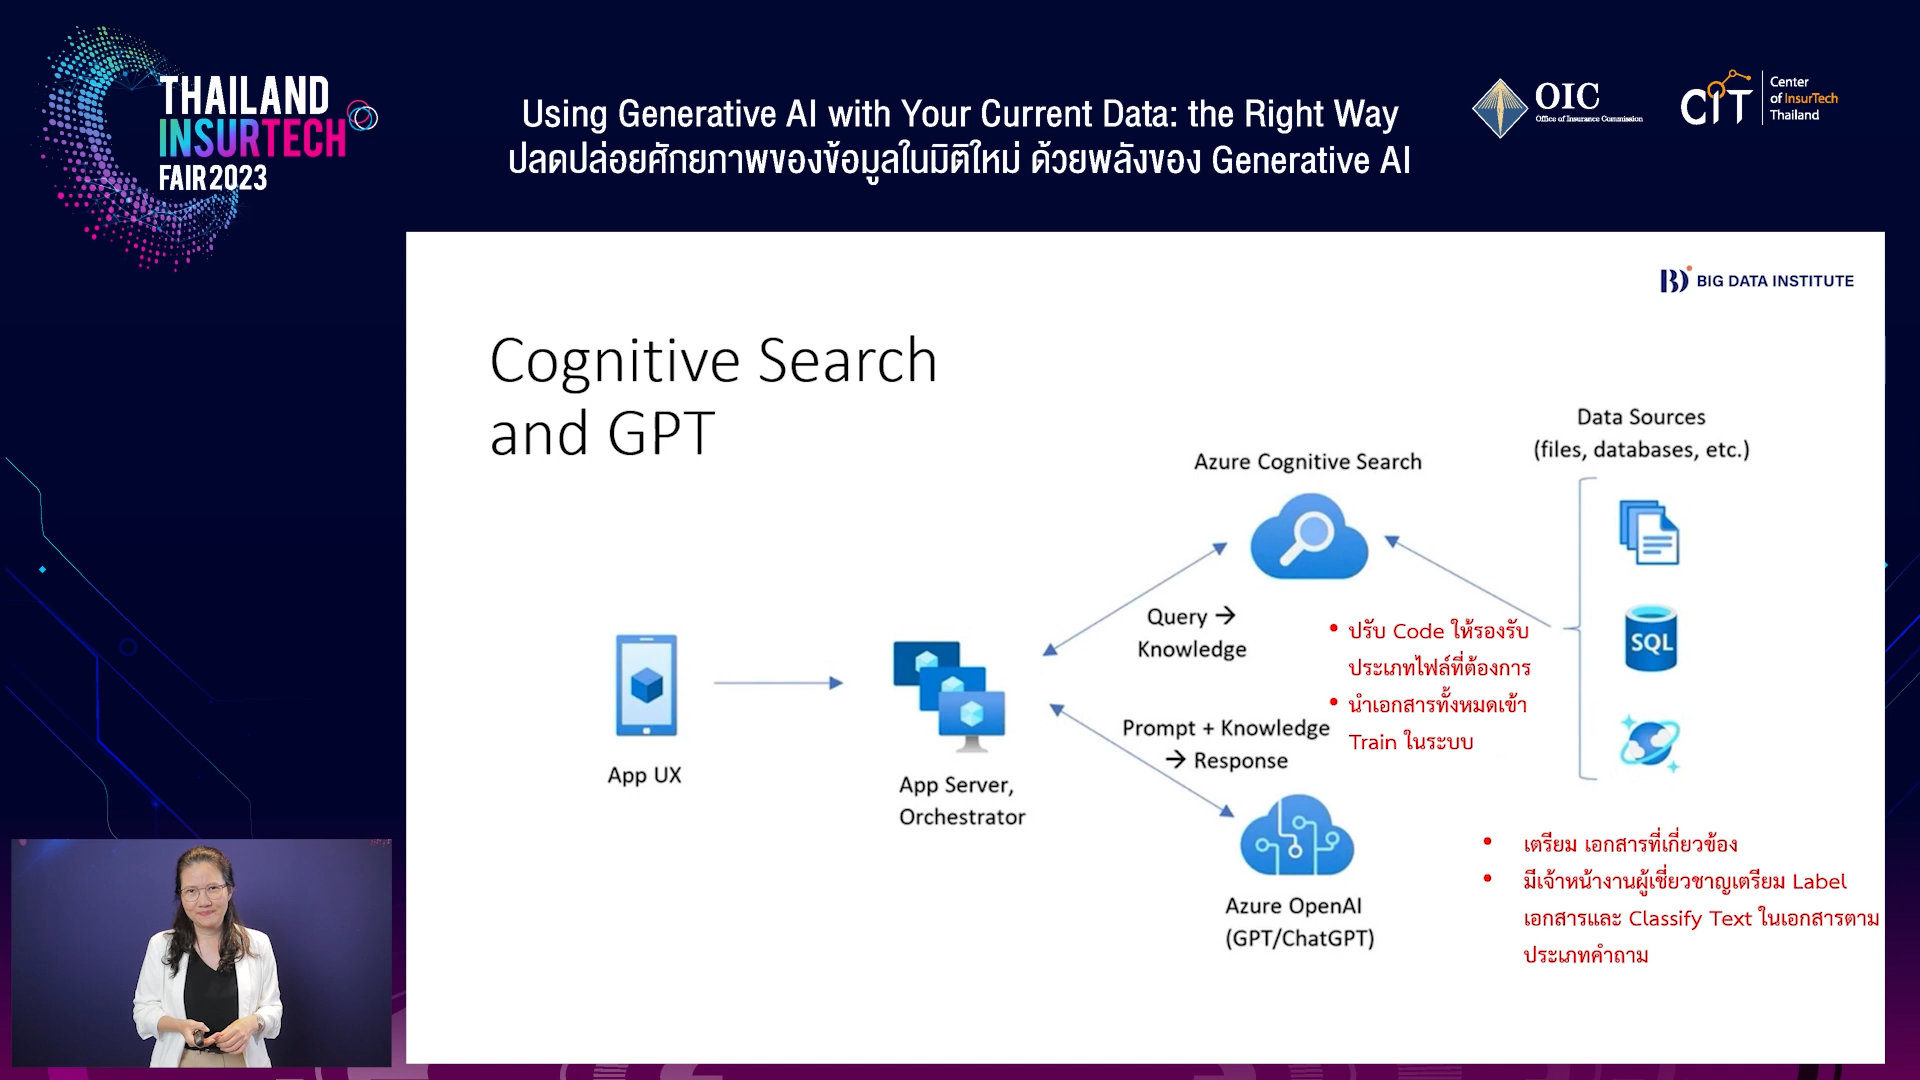 THAILAND
INSURTECH
FAIR 2023
Using Generative AI with Your Current Data: the Right Way
ปลดปล่อยศักยภาพของข้อมูลในมิติใหม่ ด้วยพลังของ Generative AI
OIC
Office of Insurance Commission
CIT
Center
of InsurTech
Thailand
BIG DATA INSTITUTE
Cognitive Search
and GPT
Data Sources
(files, databases, etc.)
Azure Cognitive Search
SQL
Query →
Knowledge
• ปรับ Code ให้รองรับ
ประเภทไฟล์ที่ต้องการ
• นำเอกสารทั้งหมดเข้า
Train ในระบบ
Prompt + Knowledge
→ Response
App UX
App Server,
Orchestrator
Azure OpenAI
(GPT/ChatGPT)
• เตรียม เอกสารที่เกี่ยวข้อง
• มีเจ้าหน้างานผู้เชี่ยวชาญเตรียม Label
เอกสารและ Classify Text ในเอกสารตาม
ประเภทคำถาม